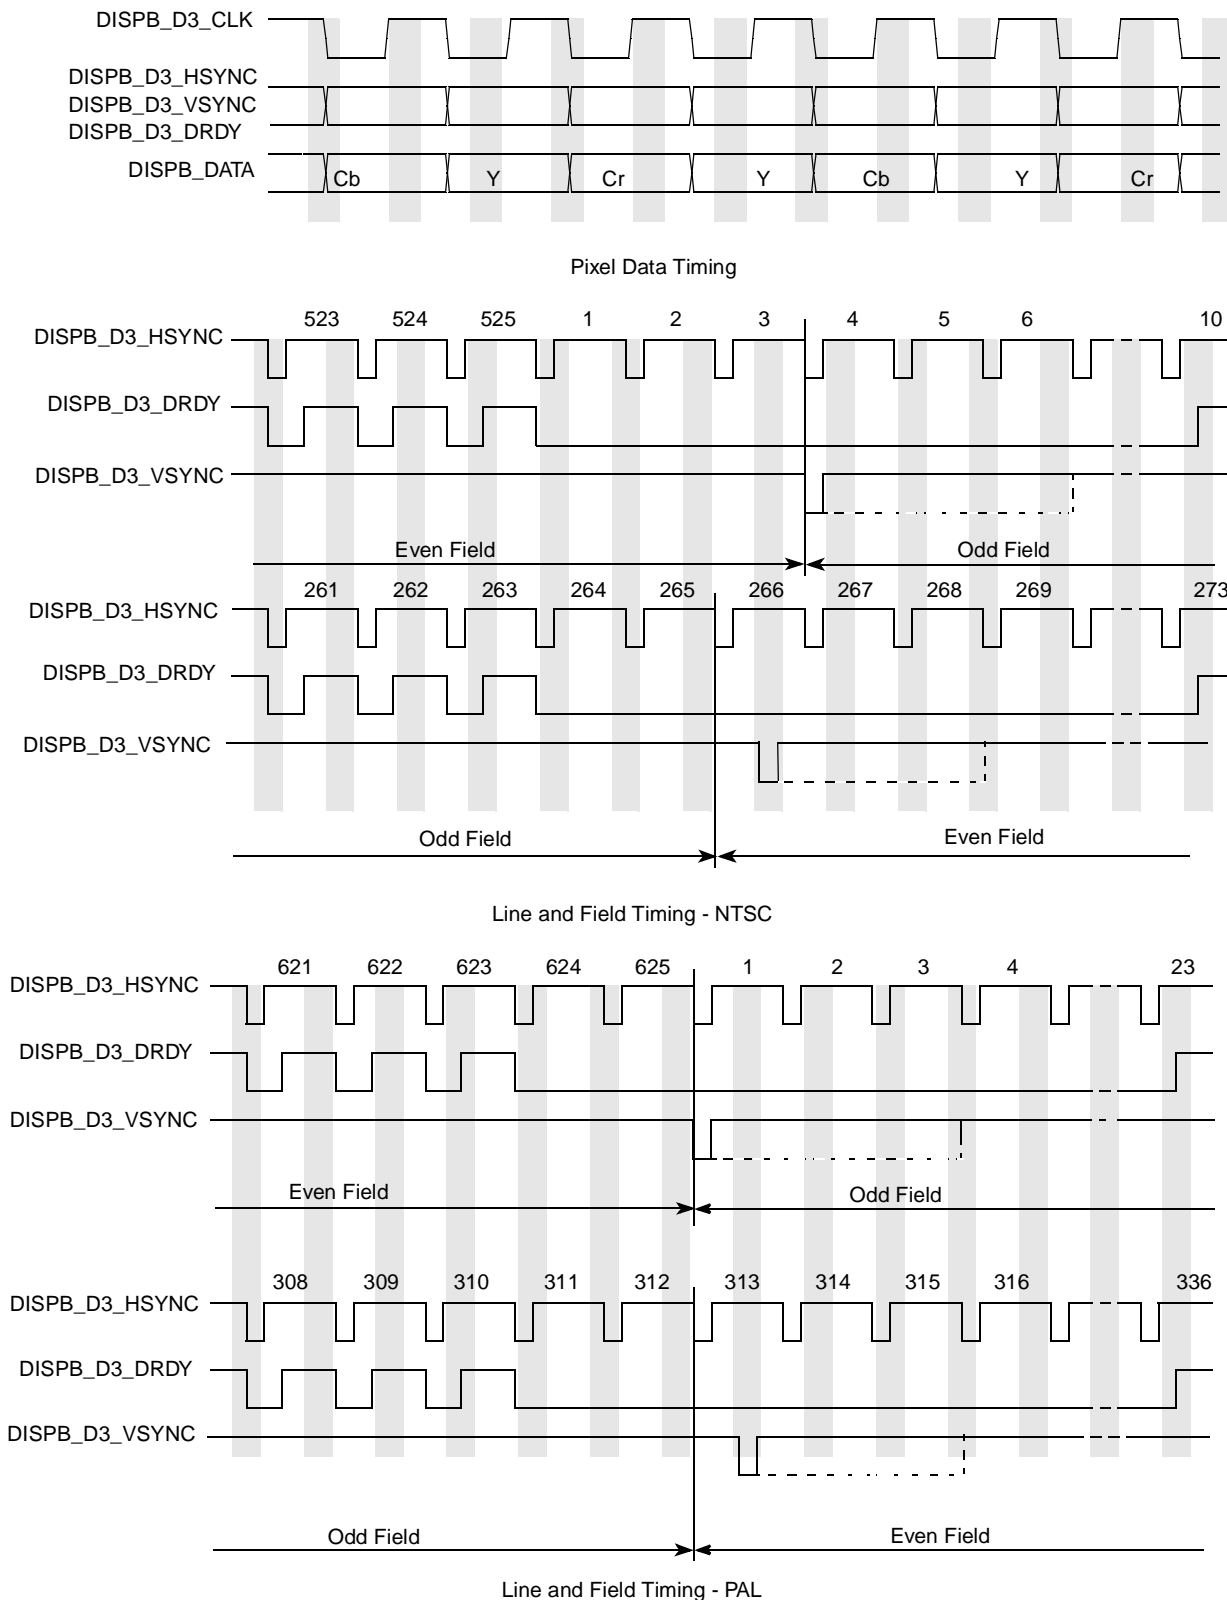 DISPB_D3_CLK
DISPB_D3_HSYNC
DISPB_D3_VSYNC
DISPB_D3_DRDY
DISPB_DATA
Cb Y Cr Y Cb Y Cr
Pixel Data Timing
523 524 525 1 2 3 4 5 6 10
DISPB_D3_HSYNC
DISPB_D3_DRDY
DISPB_D3_VSYNC
Even Field Odd Field
261 262 263 264 265 266 267 268 269 273
DISPB_D3_HSYNC
DISPB_D3_DRDY
DISPB_D3_VSYNC
Odd Field Even Field
Line and Field Timing - NTSC
621 622 623 624 625 1 2 3 4 23
DISPB_D3_HSYNC
DISPB_D3_DRDY
DISPB_D3_VSYNC
Even Field Odd Field
308 309 310 311 312 313 314 315 316 336
DISPB_D3_HSYNC
DISPB_D3_DRDY
DISPB_D3_VSYNC
Odd Field Even Field
Line and Field Timing - PAL